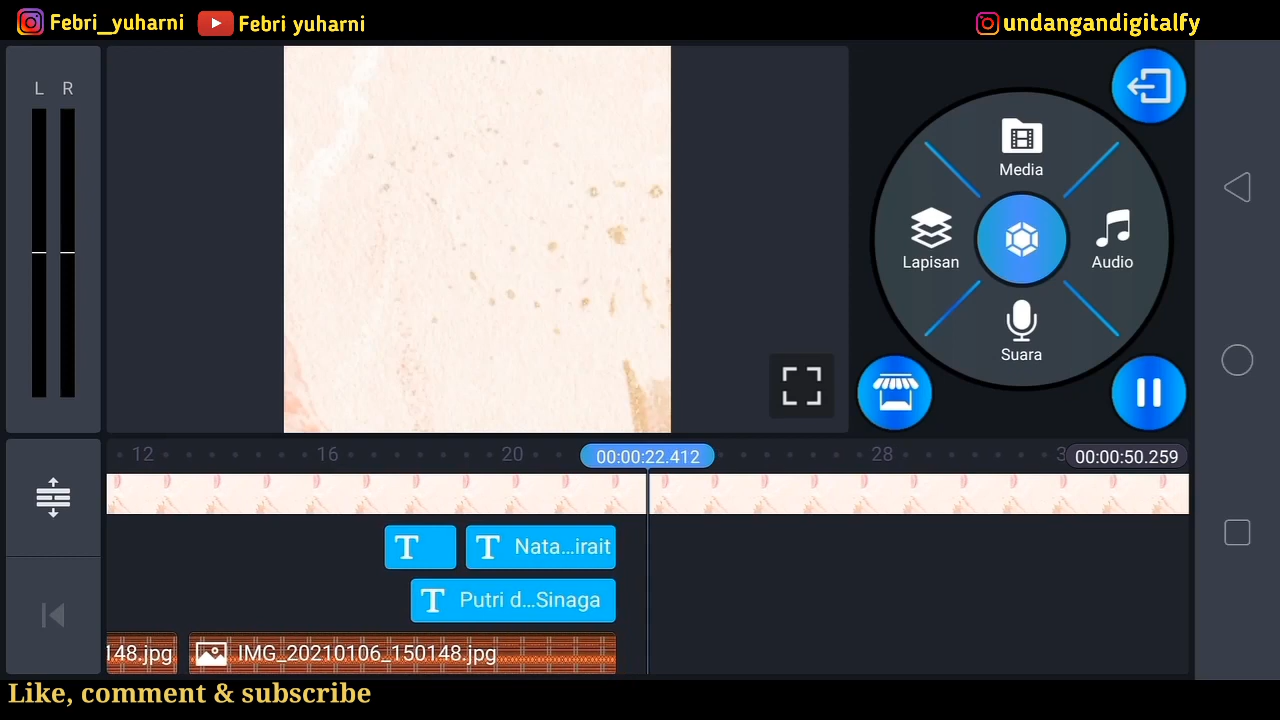 Febri_yuharni
Febri yuharni
undangandigitalfy
L R
Media
Lapisan
Audio
Suara
12
16
20
00:00:22.412
28
3
00:00:50.259
T
T Nata...irait
T Putri d...Sinaga
148.jpg
IMG_20210106_150148.jpg
Like, comment & subscribe